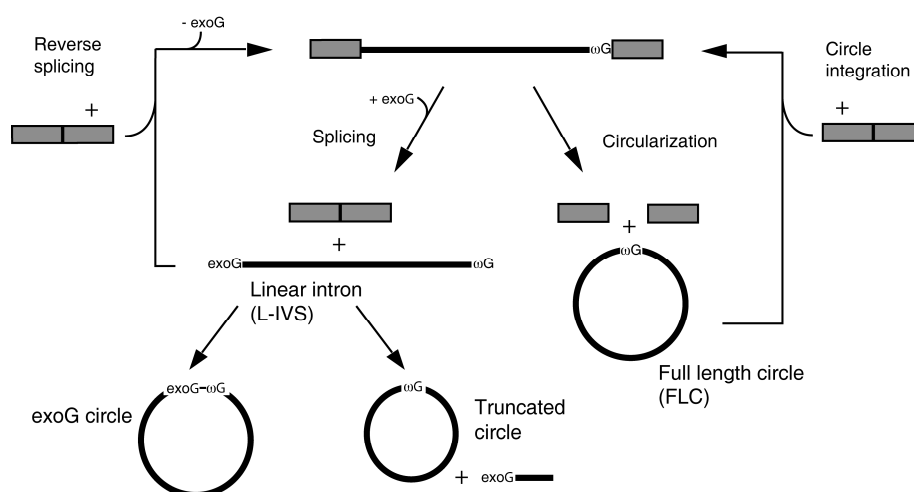 - exoG
Reverse
splicing
+
ωG
Circle
integration
+
+ exoG
Splicing
Circularization
+
+
ωG
exoG
ωG
Linear intron
(L-IVS)
Full length circle
(FLC)
exoG-ωG
exoG circle
ωG
Truncated
circle
+ exoG